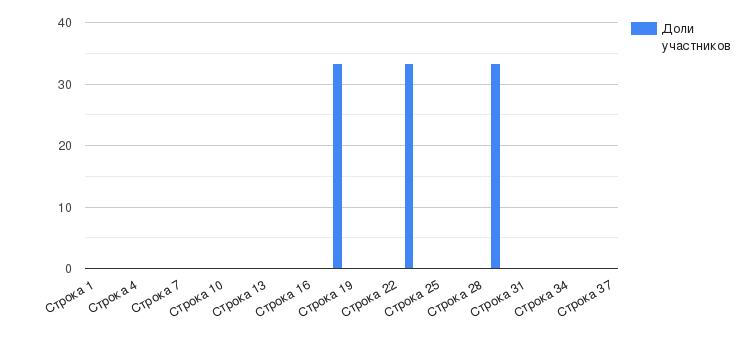 40
30
20
10
0
Строка 1
Строка 4
Строка 7
Строка 10
Строка 13
Строка 16
Строка 19
Строка 22
Строка 25
Строка 28
Строка 31
Строка 34
Строка 37
Доли
участников